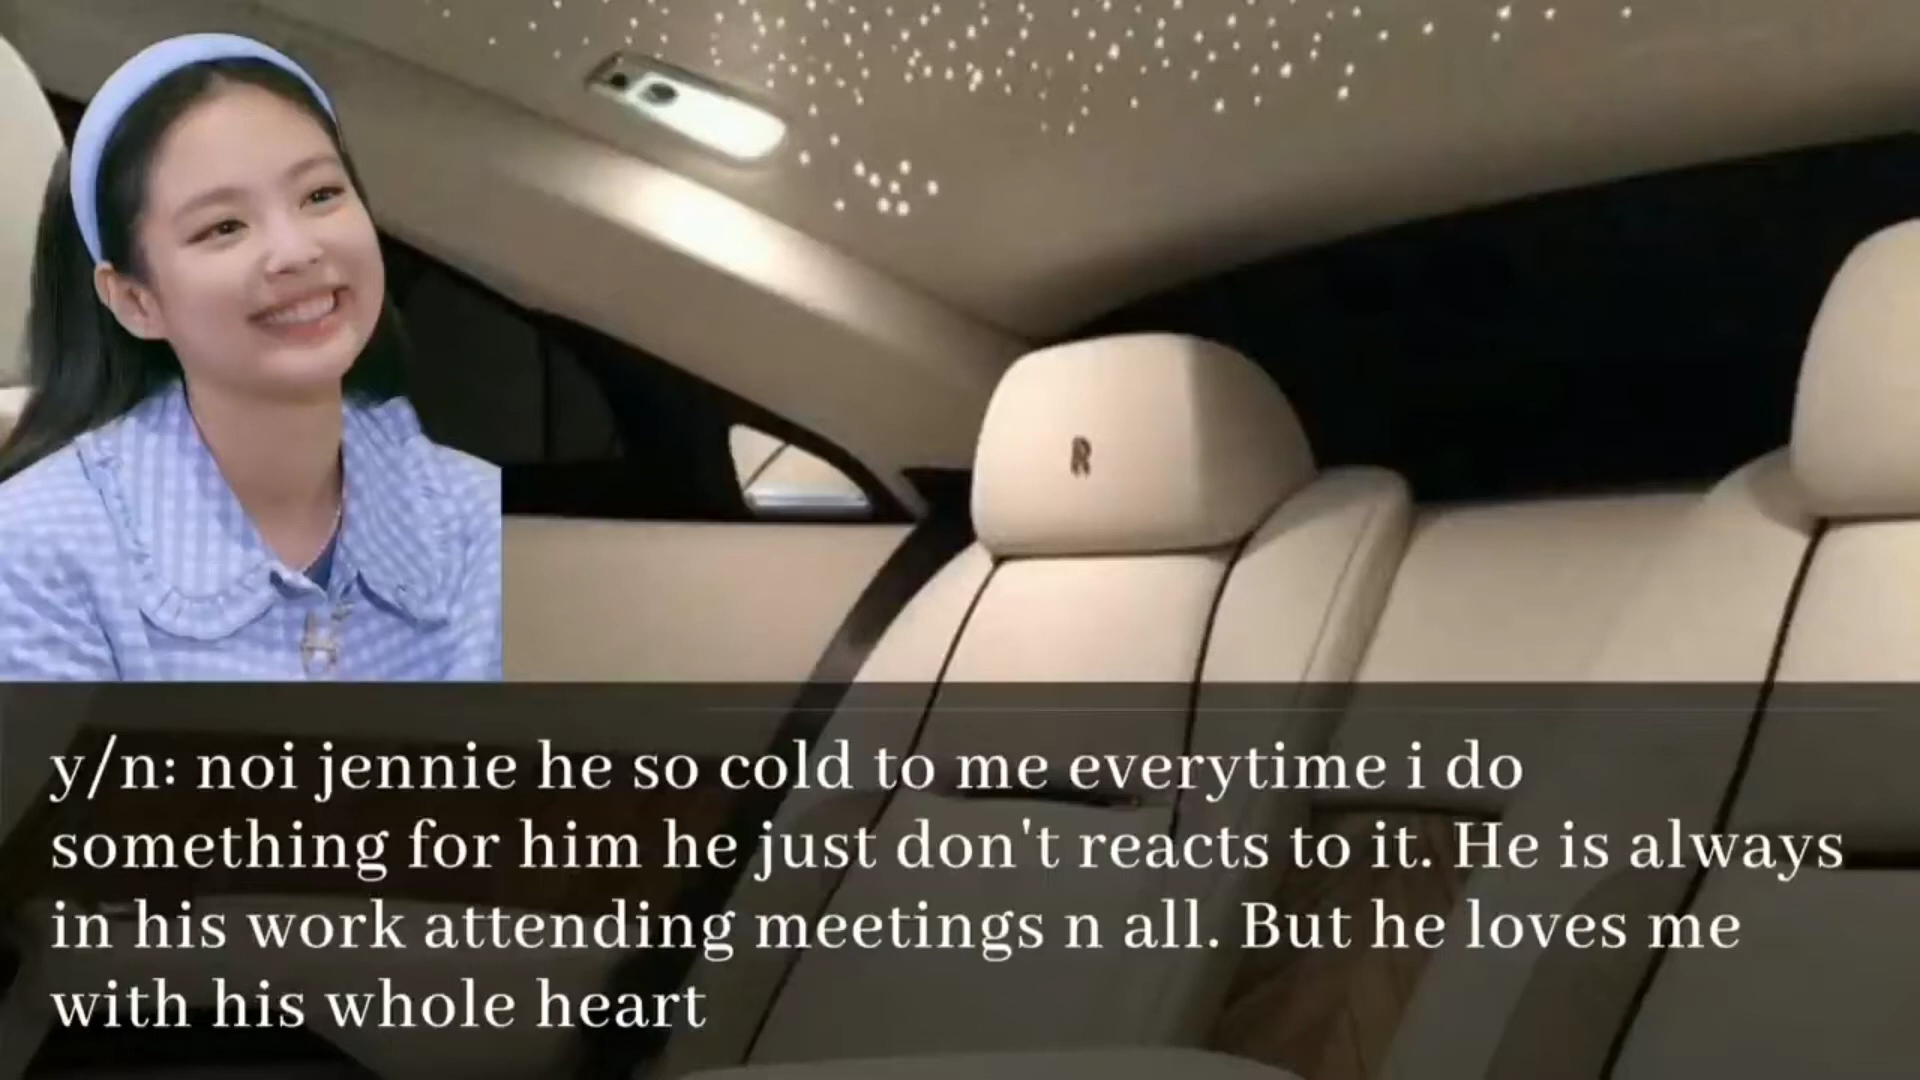 R
y/n: noi jennie he so cold to me everytime i do
something for him he just don't reacts to it. He is always
in his work attending meetings n all. But he loves me
with his whole heart